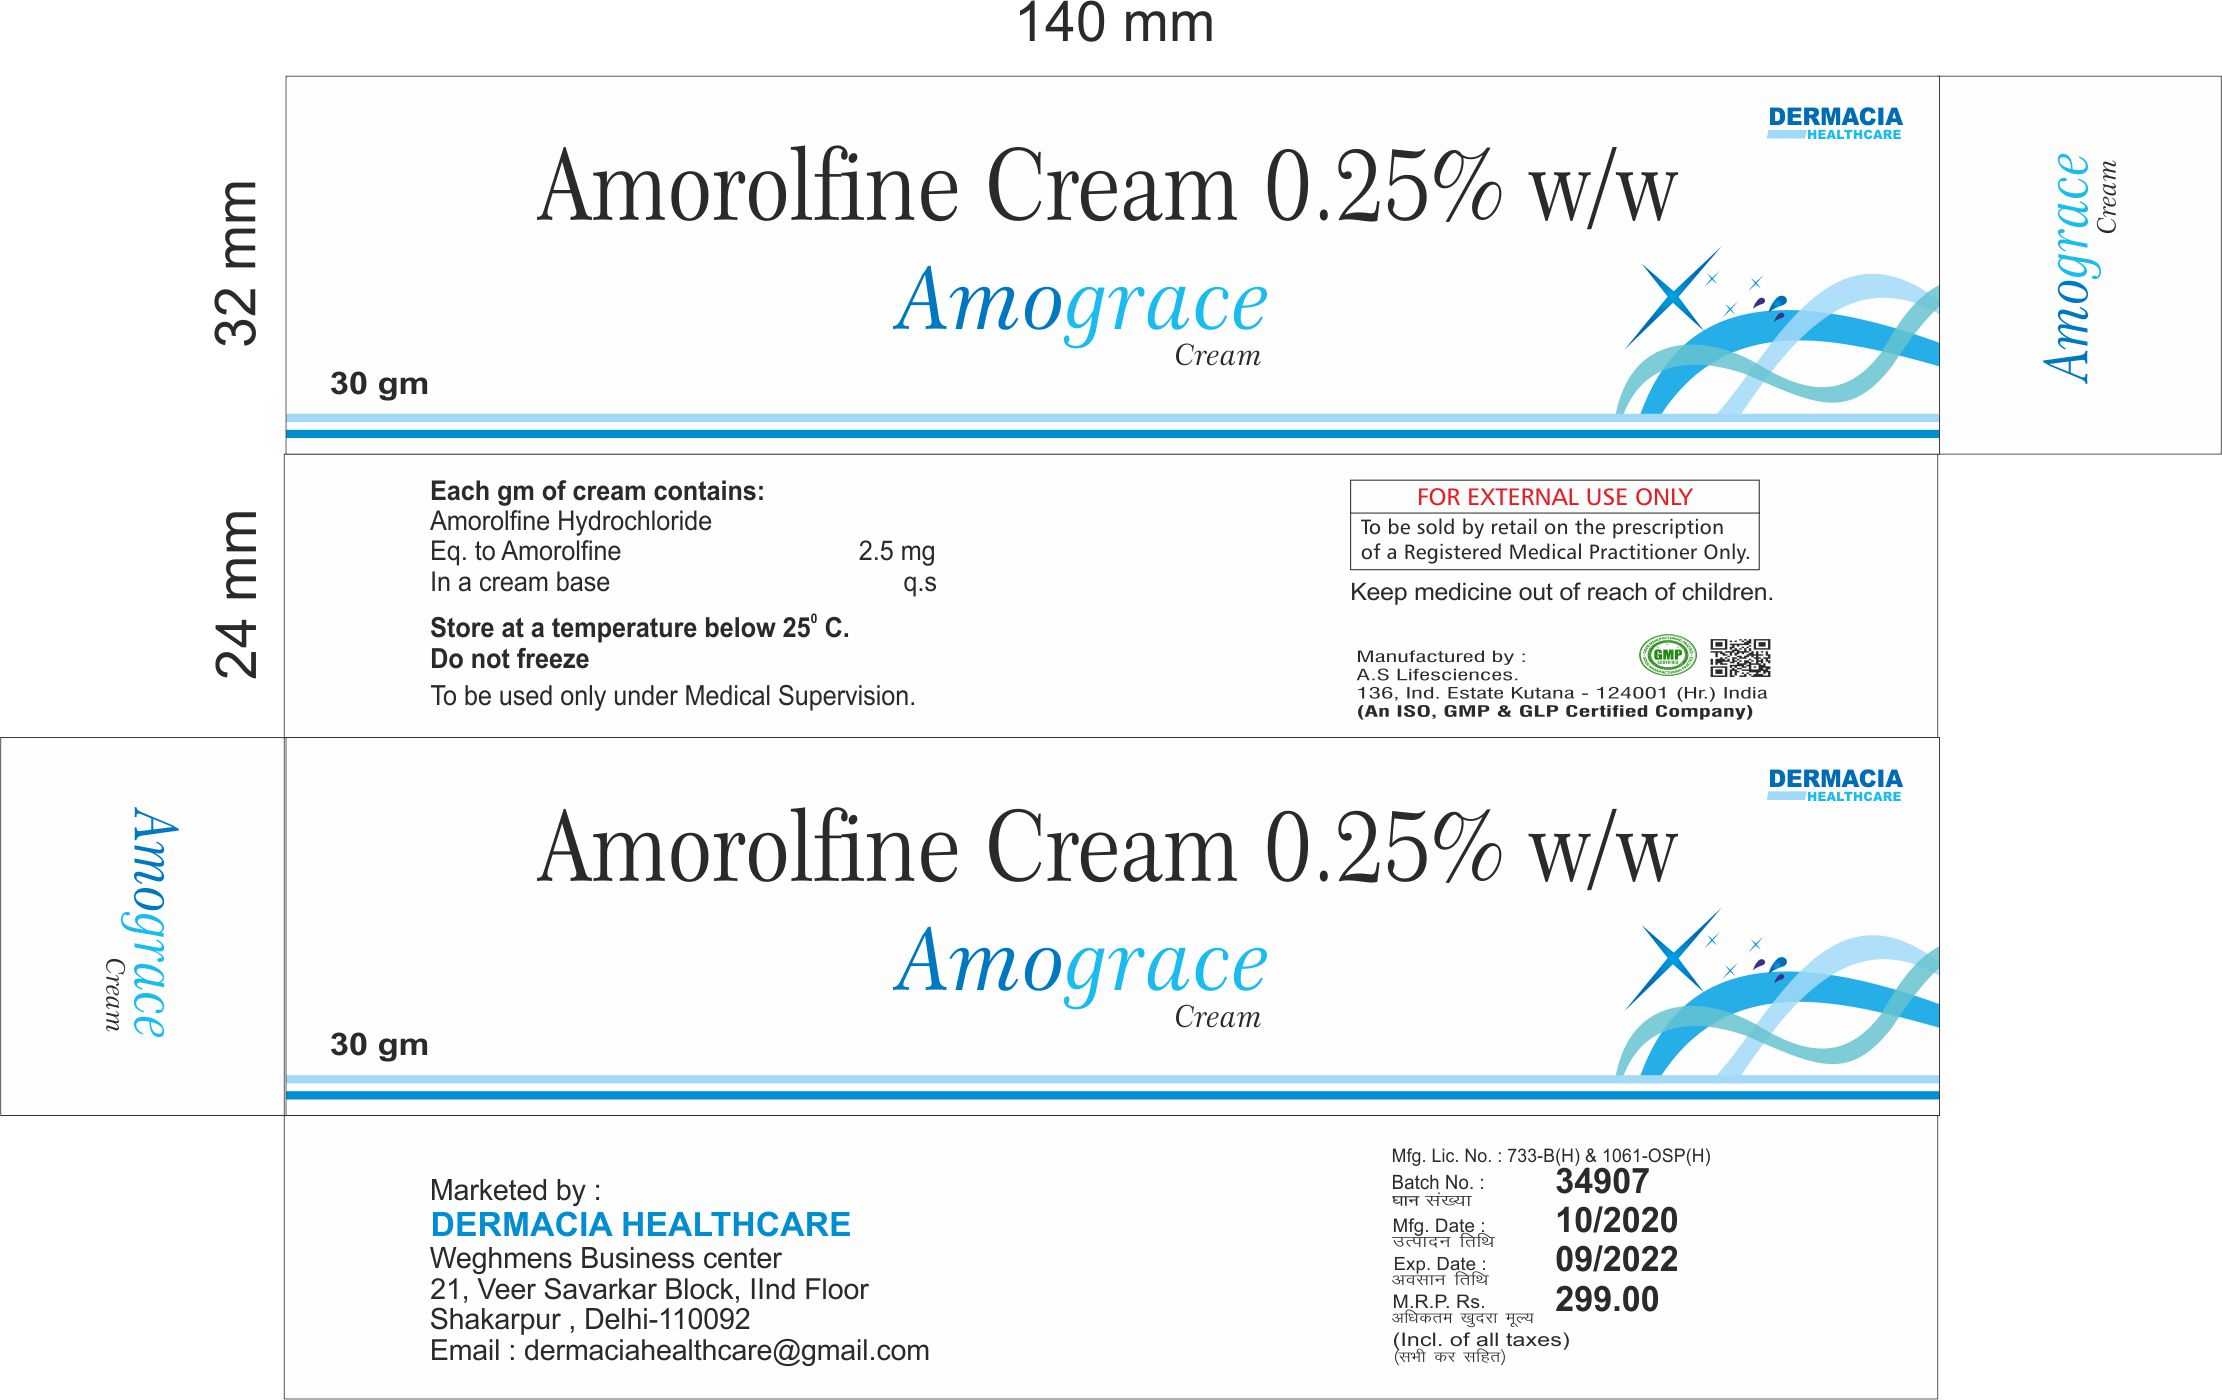 140 mm
32 mm
DERMACIA
HEALTHCARE
Amorolfine Cream 0.25% w/w
Amograce
Cream
30 gm
Amograce
Cream
24 mm
Each gm of cream contains:
Amorolfine Hydrochloride
Eq. to Amorolfine 2.5 mg
In a cream base q.s
Store at a temperature below 25⁰ C.
Do not freeze
To be used only under Medical Supervision.
FOR EXTERNAL USE ONLY
To be sold by retail on the prescription
of a Registered Medical Practitioner Only.
Keep medicine out of reach of children.
Manufactured by :
A.S Lifesciences.
136, Ind. Estate Kutana - 124001 (Hr.) India
(An ISO, GMP & GLP Certified Company)
GMP
CERTIFIED
Amograce
Cream
DERMACIA
HEALTHCARE
Amorolfine Cream 0.25% w/w
Amograce
Cream
30 gm
Marketed by :
DERMACIA HEALTHCARE
Weghmens Business center
21, Veer Savarkar Block, IInd Floor
Shakarpur , Delhi-110092
Email : dermaciahealthcare@gmail.com
Mfg. Lic. No. : 733-B(H) & 1061-OSP(H)
Batch No. : 34907
घान संख्या
Mfg. Date : 10/2020
उत्पादन तिथि
Exp. Date : 09/2022
अवसान तिथि
M.R.P. Rs. 299.00
अधिकतम खुदरा मूल्य
(Incl. of all taxes)
(सभी कर सहित)